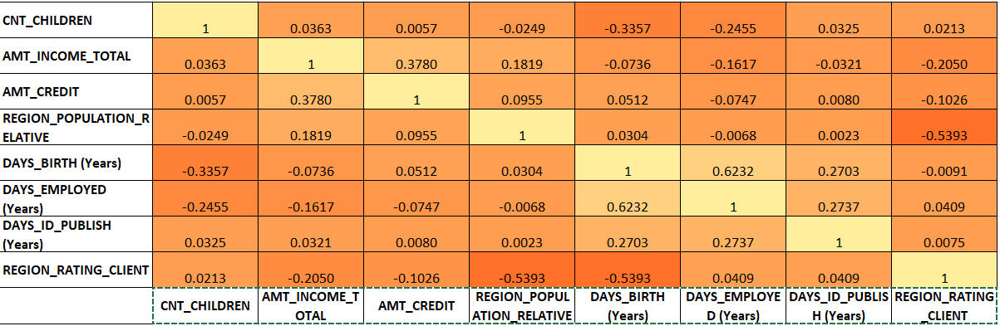 CNT_CHILDREN 1 0.0363 0.0057 -0.0249 -0.3357 -0.2455 0.0325 0.0213
AMT_INCOME_TOTAL 0.0363 1 0.3780 0.1819 -0.0736 -0.1617 -0.0321 -0.2050
AMT_CREDIT 0.0057 0.3780 1 0.0955 0.0512 -0.0747 0.0080 -0.1026
REGION_POPULATION_R
ELATIVE -0.0249 0.1819 0.0955 1 0.0304 -0.0068 0.0023 -0.5393
DAYS_BIRTH (Years) -0.3357 -0.0736 0.0512 0.0304 1 0.6232 0.2703 -0.0091
DAYS_EMPLOYED
(Years) -0.2455 -0.1617 -0.0747 -0.0068 0.6232 1 0.2737 0.0409
DAYS_ID_PUBLISH
(Years) 0.0325 0.0321 0.0080 0.0023 0.2703 0.2737 1 0.0075
REGION_RATING_CLIENT 0.0213 -0.2050 -0.1026 -0.5393 -0.5393 0.0409 0.0409 1
CNT_CHILDREN
AMT_INCOME_T
OTAL
AMT_CREDIT
REGION_POPUL
ATION_RELATIVE
DAYS_BIRTH
(Years)
DAYS_EMPLOYE
D (Years)
DAYS_ID_PUBLIS
H (Years)
REGION_RATING
_CLIENT